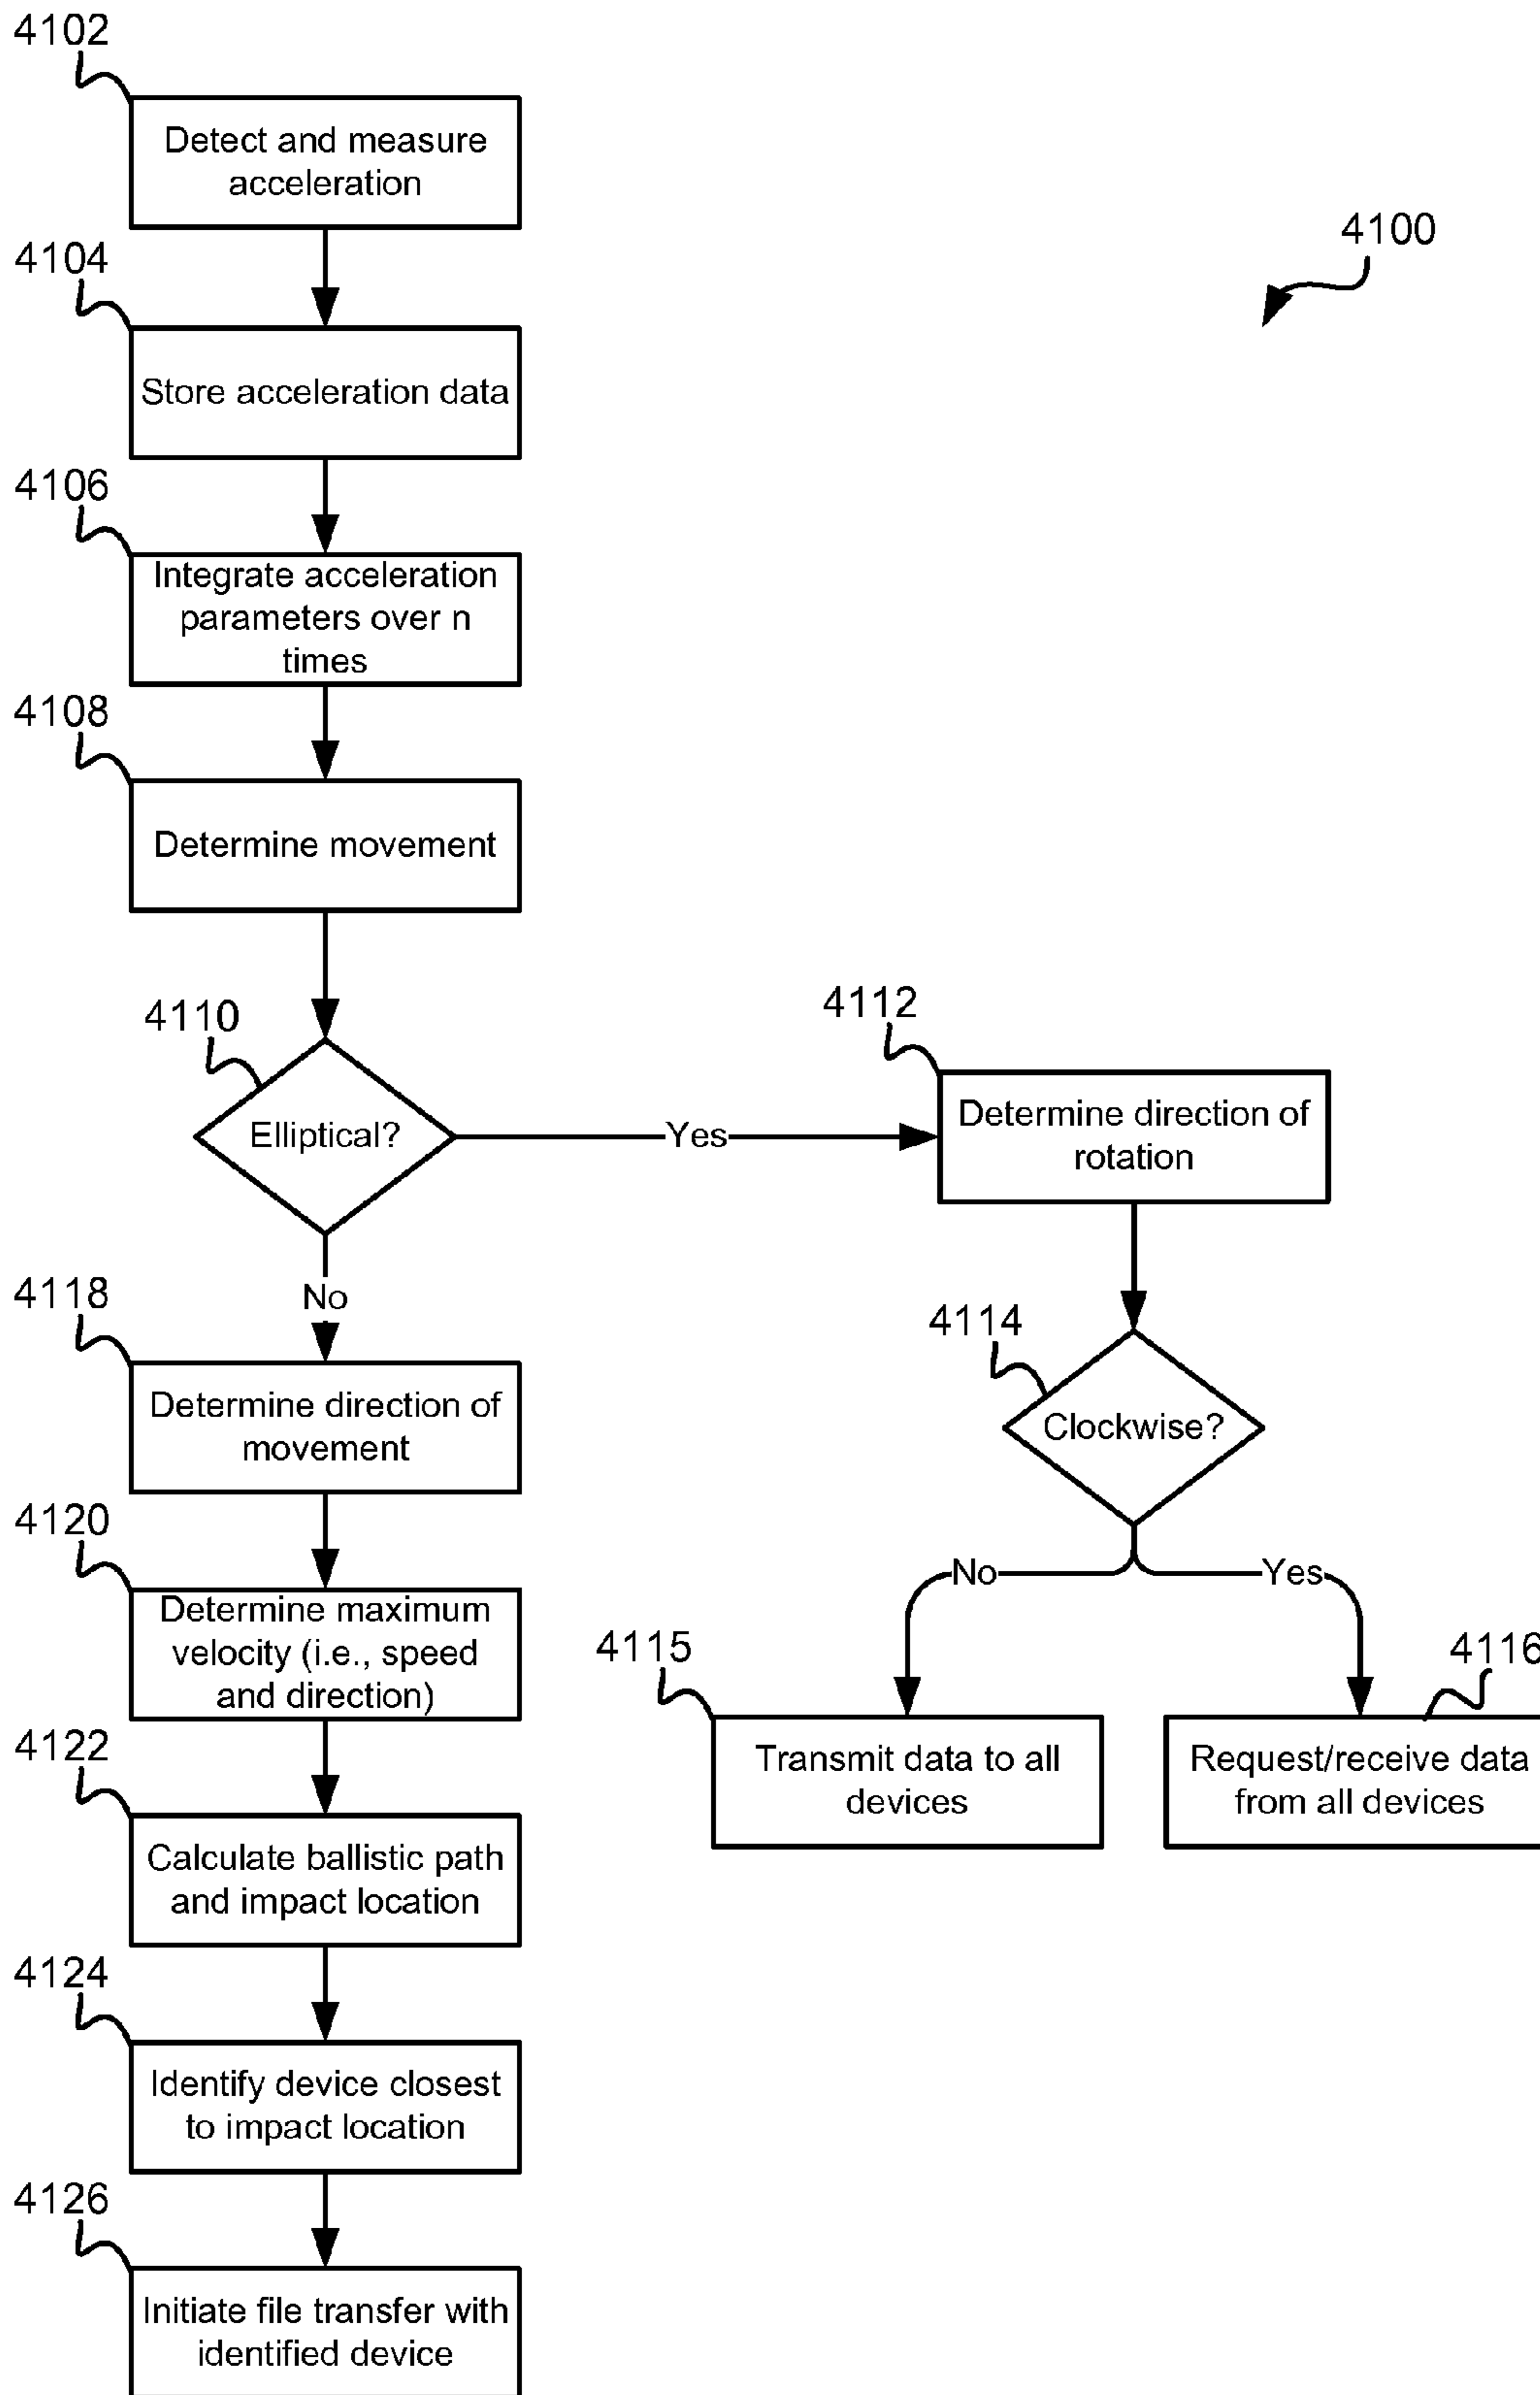 4102
Detect and measure
acceleration
4100
4104
Store acceleration data
4106
Integrate acceleration
parameters over n
times
4108
Determine movement
4110
Elliptical?
Yes
4112
Determine direction of
rotation
No
4114
Clockwise?
No
Yes
4115
Transmit data to all
devices
4116
Request/receive data
from all devices
4118
Determine direction of
movement
4120
Determine maximum
velocity (i.e., speed
and direction)
4122
Calculate ballistic path
and impact location
4124
Identify device closest
to impact location
4126
Initiate file transfer with
identified device